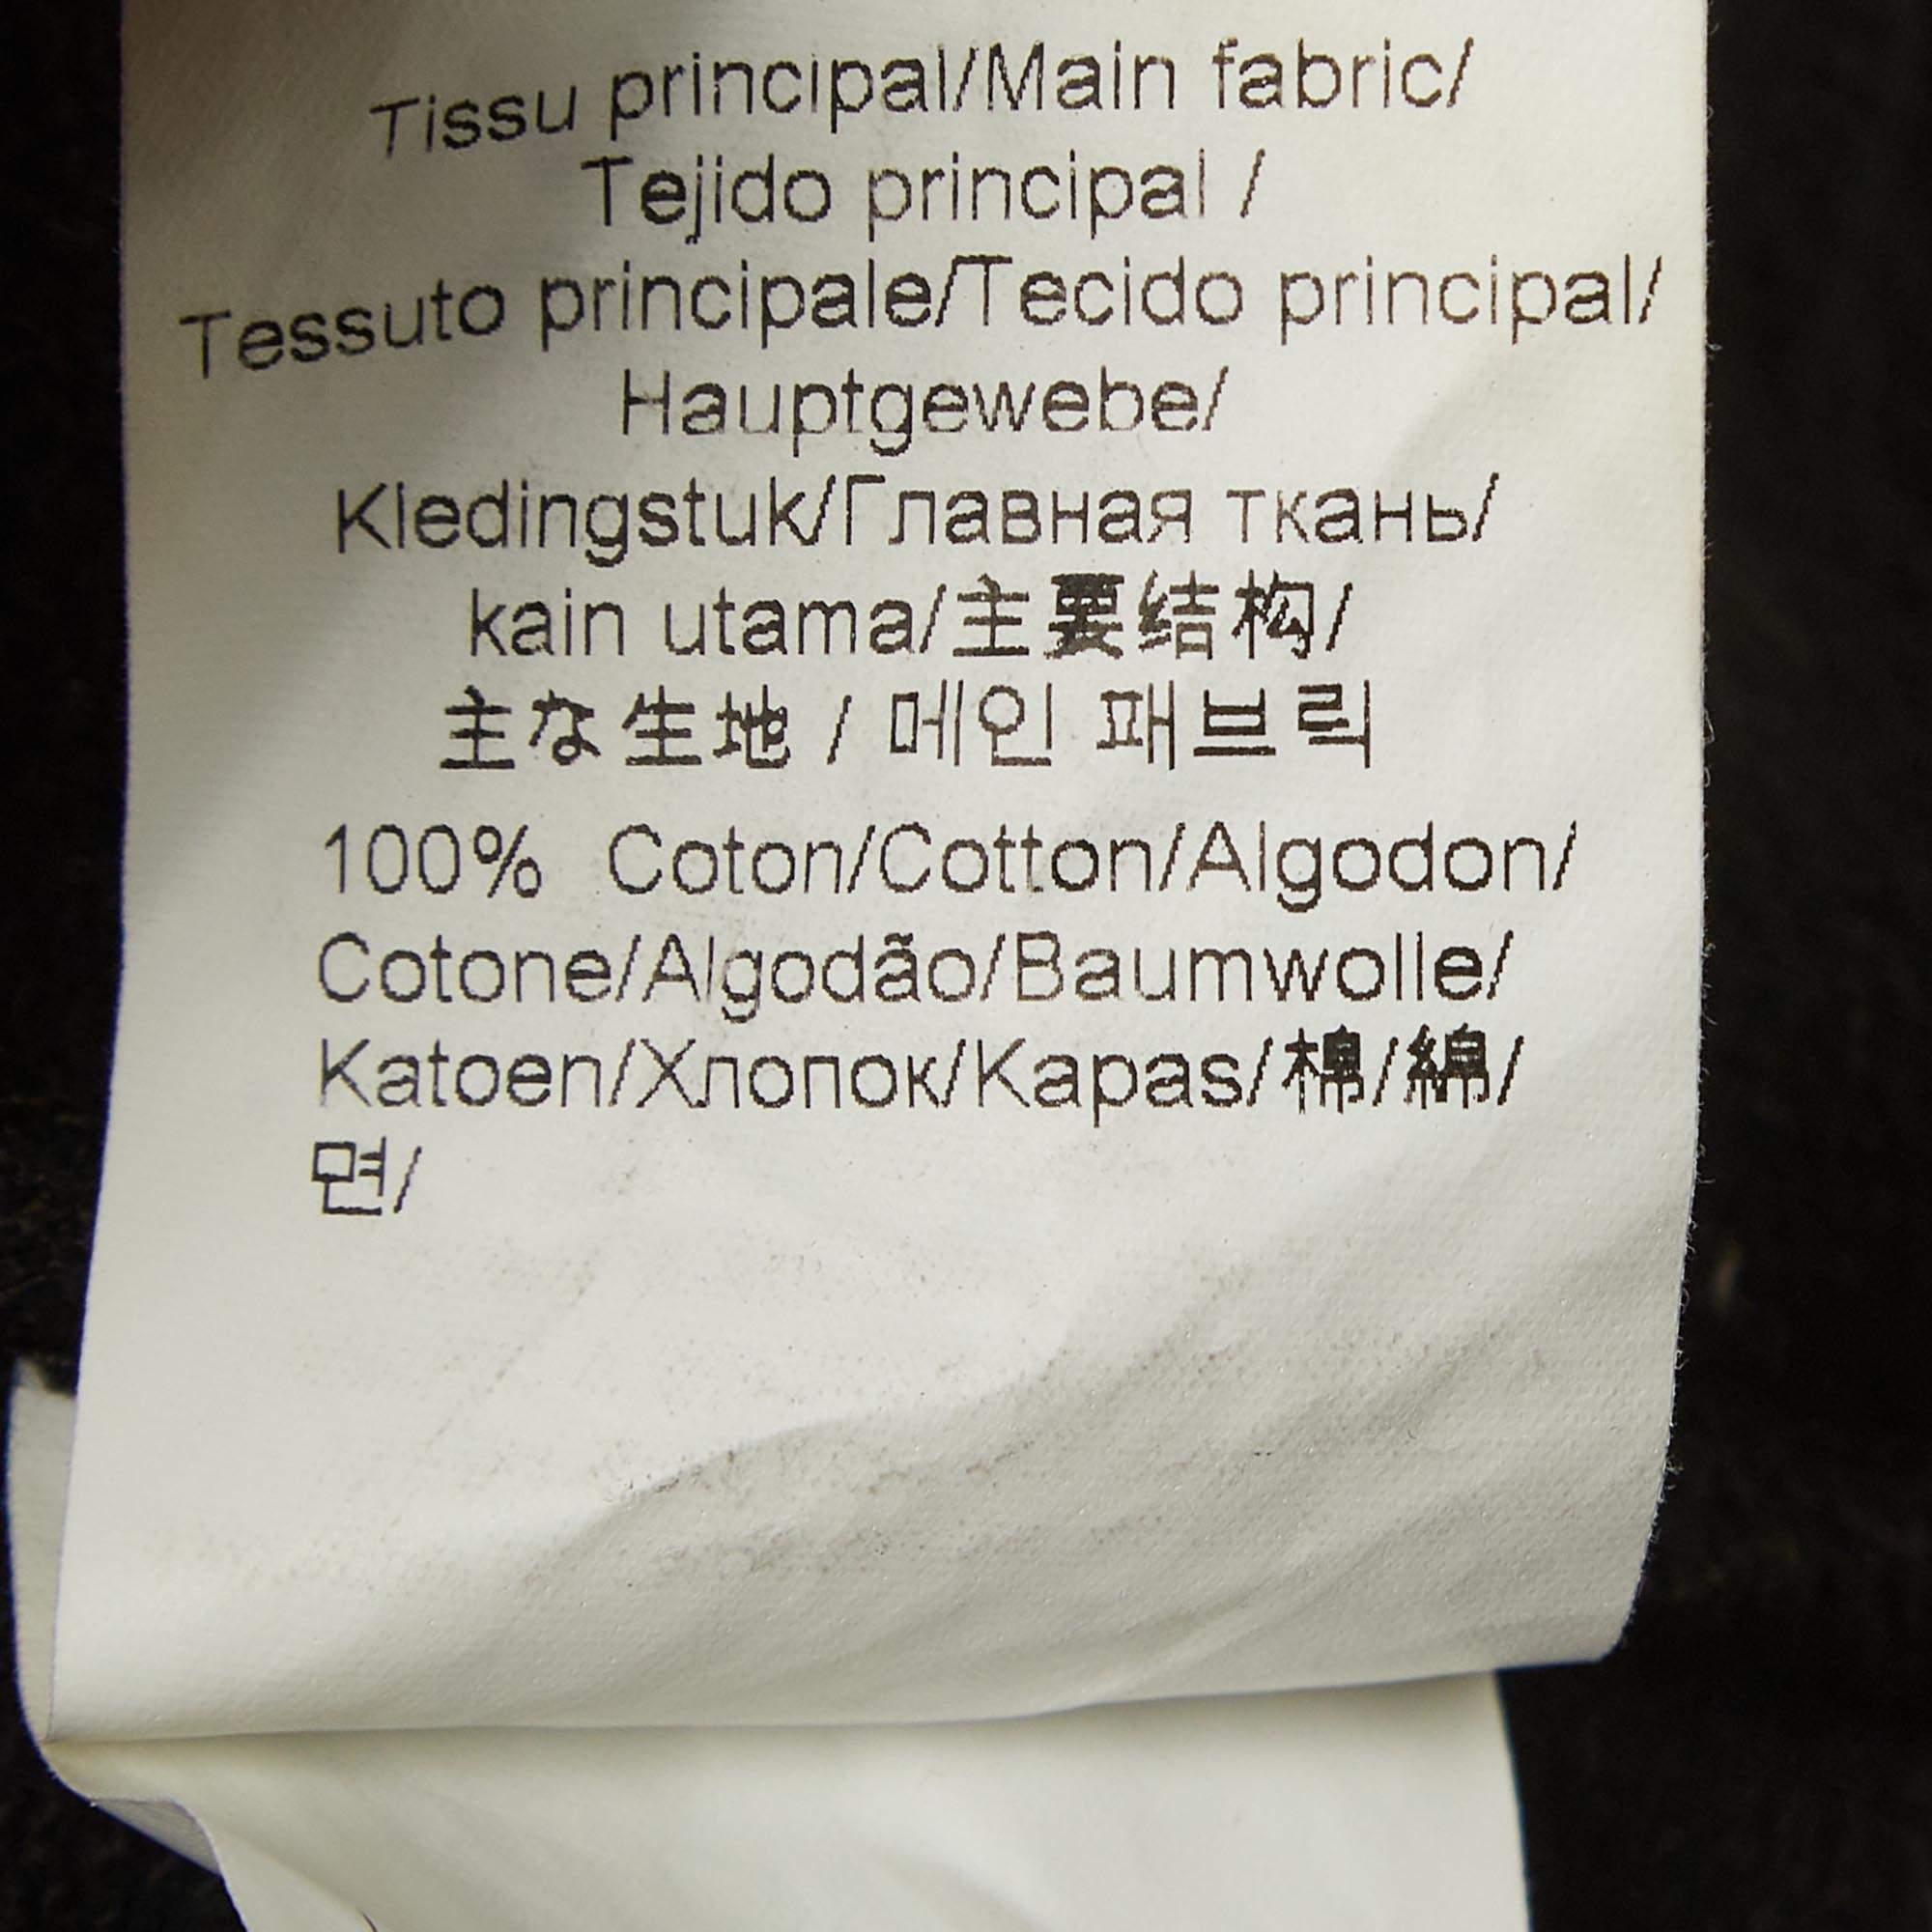 Tissu principal/Main fabric/
Tejido principal /
Tessuto principale/Tecido principal/
Hauptgewebe/
Kledingstuk/Главная ткань/
kain utama/主要结构/
主な生地 / 메인 패브릭
100% Coton/Cotton/Algodon/
Cotone/Algodão/Baumwolle/
Katoen/Хлопок/Kapas/棉/綿/
면/